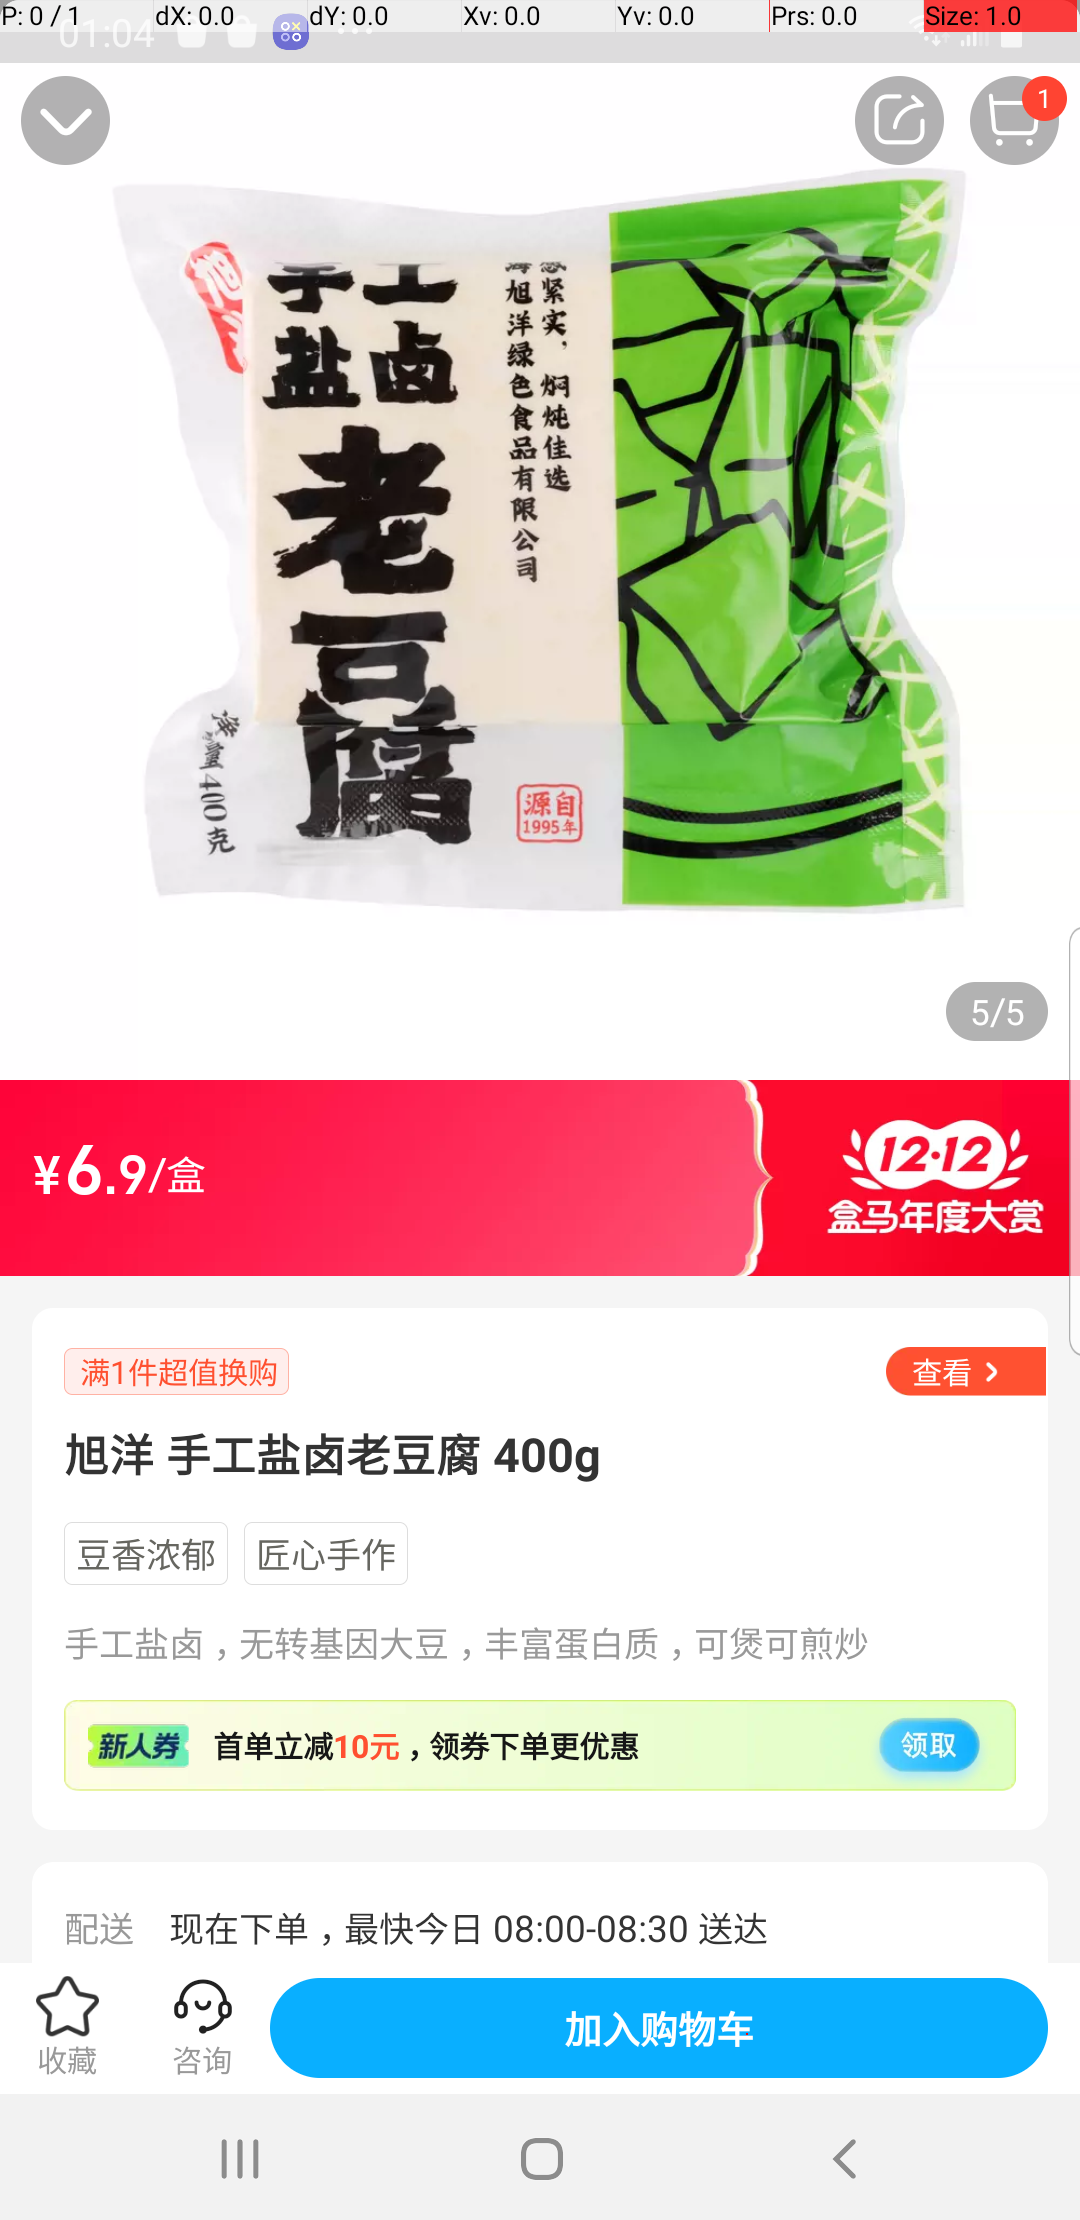 P: 0 / 1
dX: 0.0
dY: 0.0
Xv: 0.0
Yv: 0.0
Prs: 0.0
Size: 1.0
01:04
1
手工
盐卤
老豆腐
紧实，焖炖佳选
旭洋绿色食品有限公司
净含量400克
源自
1995年
5/5
¥6.9/盒
12·12
盒马年度大赏
满1件超值换购
查看
旭洋 手工盐卤老豆腐 400g
豆香浓郁
匠心手作
手工盐卤，无转基因大豆，丰富蛋白质，可煲可煎炒
新人券
首单立减10元，领券下单更优惠
领取
配送
现在下单，最快今日 08:00-08:30 送达
收藏
咨询
加入购物车